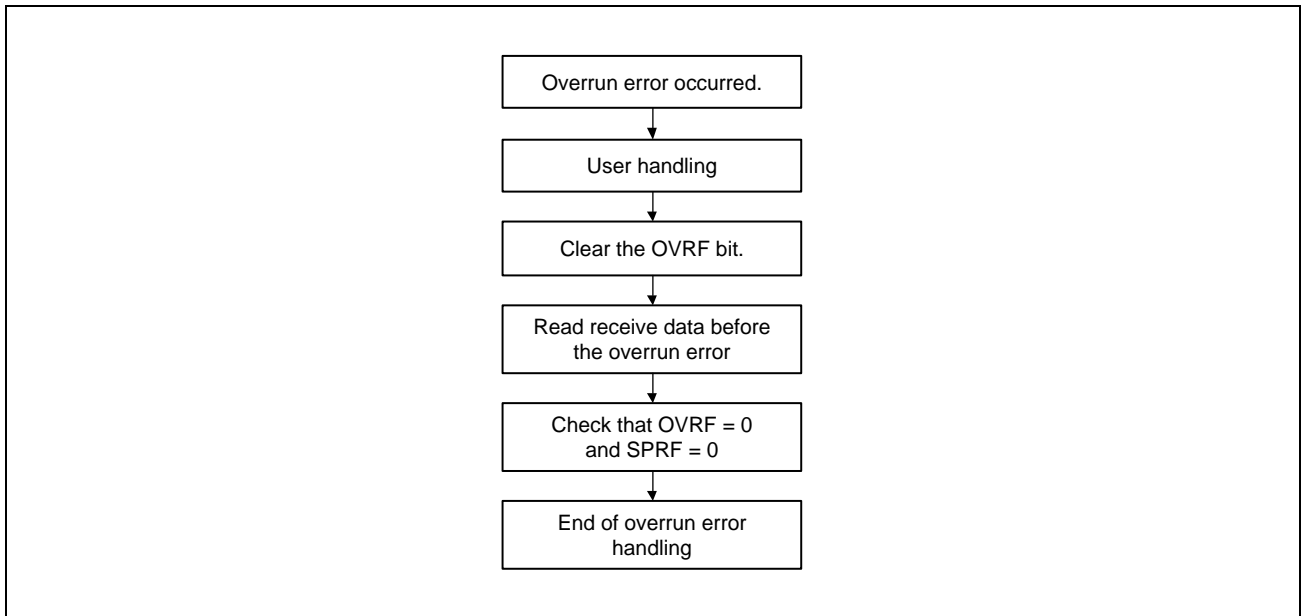 Overrun error occurred.
User handling
Clear the OVRF bit.
Read receive data before
the overrun error
Check that OVRF = 0
and SPRF = 0
End of overrun error
handling